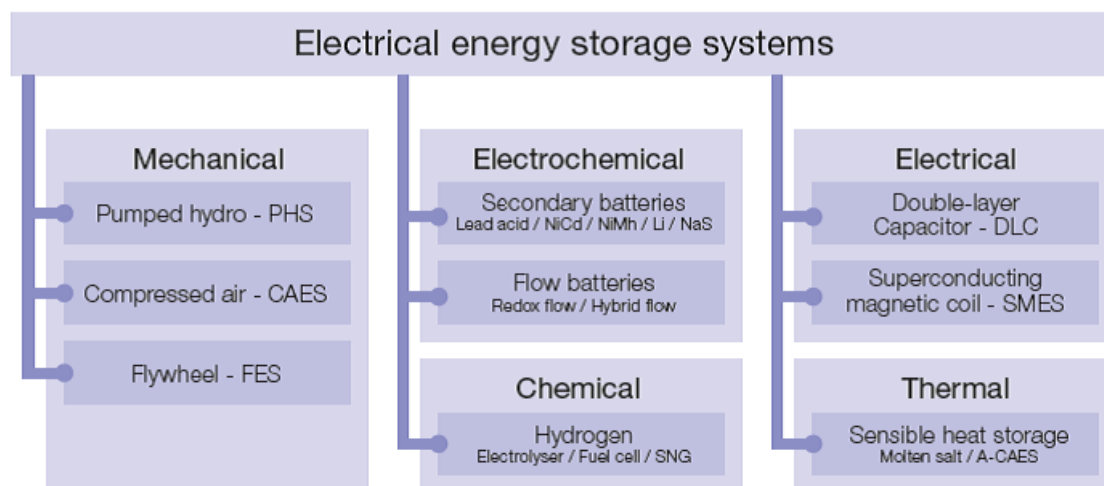 Electrical energy storage systems
Mechanical
Pumped hydro - PHS
Compressed air - CAES
Flywheel - FES
Electrochemical
Secondary batteries
Lead acid / NiCd / NiMh / Li / NaS
Flow batteries
Redox flow / Hybrid flow
Chemical
Hydrogen
Electrolyser / Fuel cell / SNG
Electrical
Double-layer
Capacitor - DLC
Superconducting
magnetic coil - SMES
Thermal
Sensible heat storage
Molten salt / A-CAES